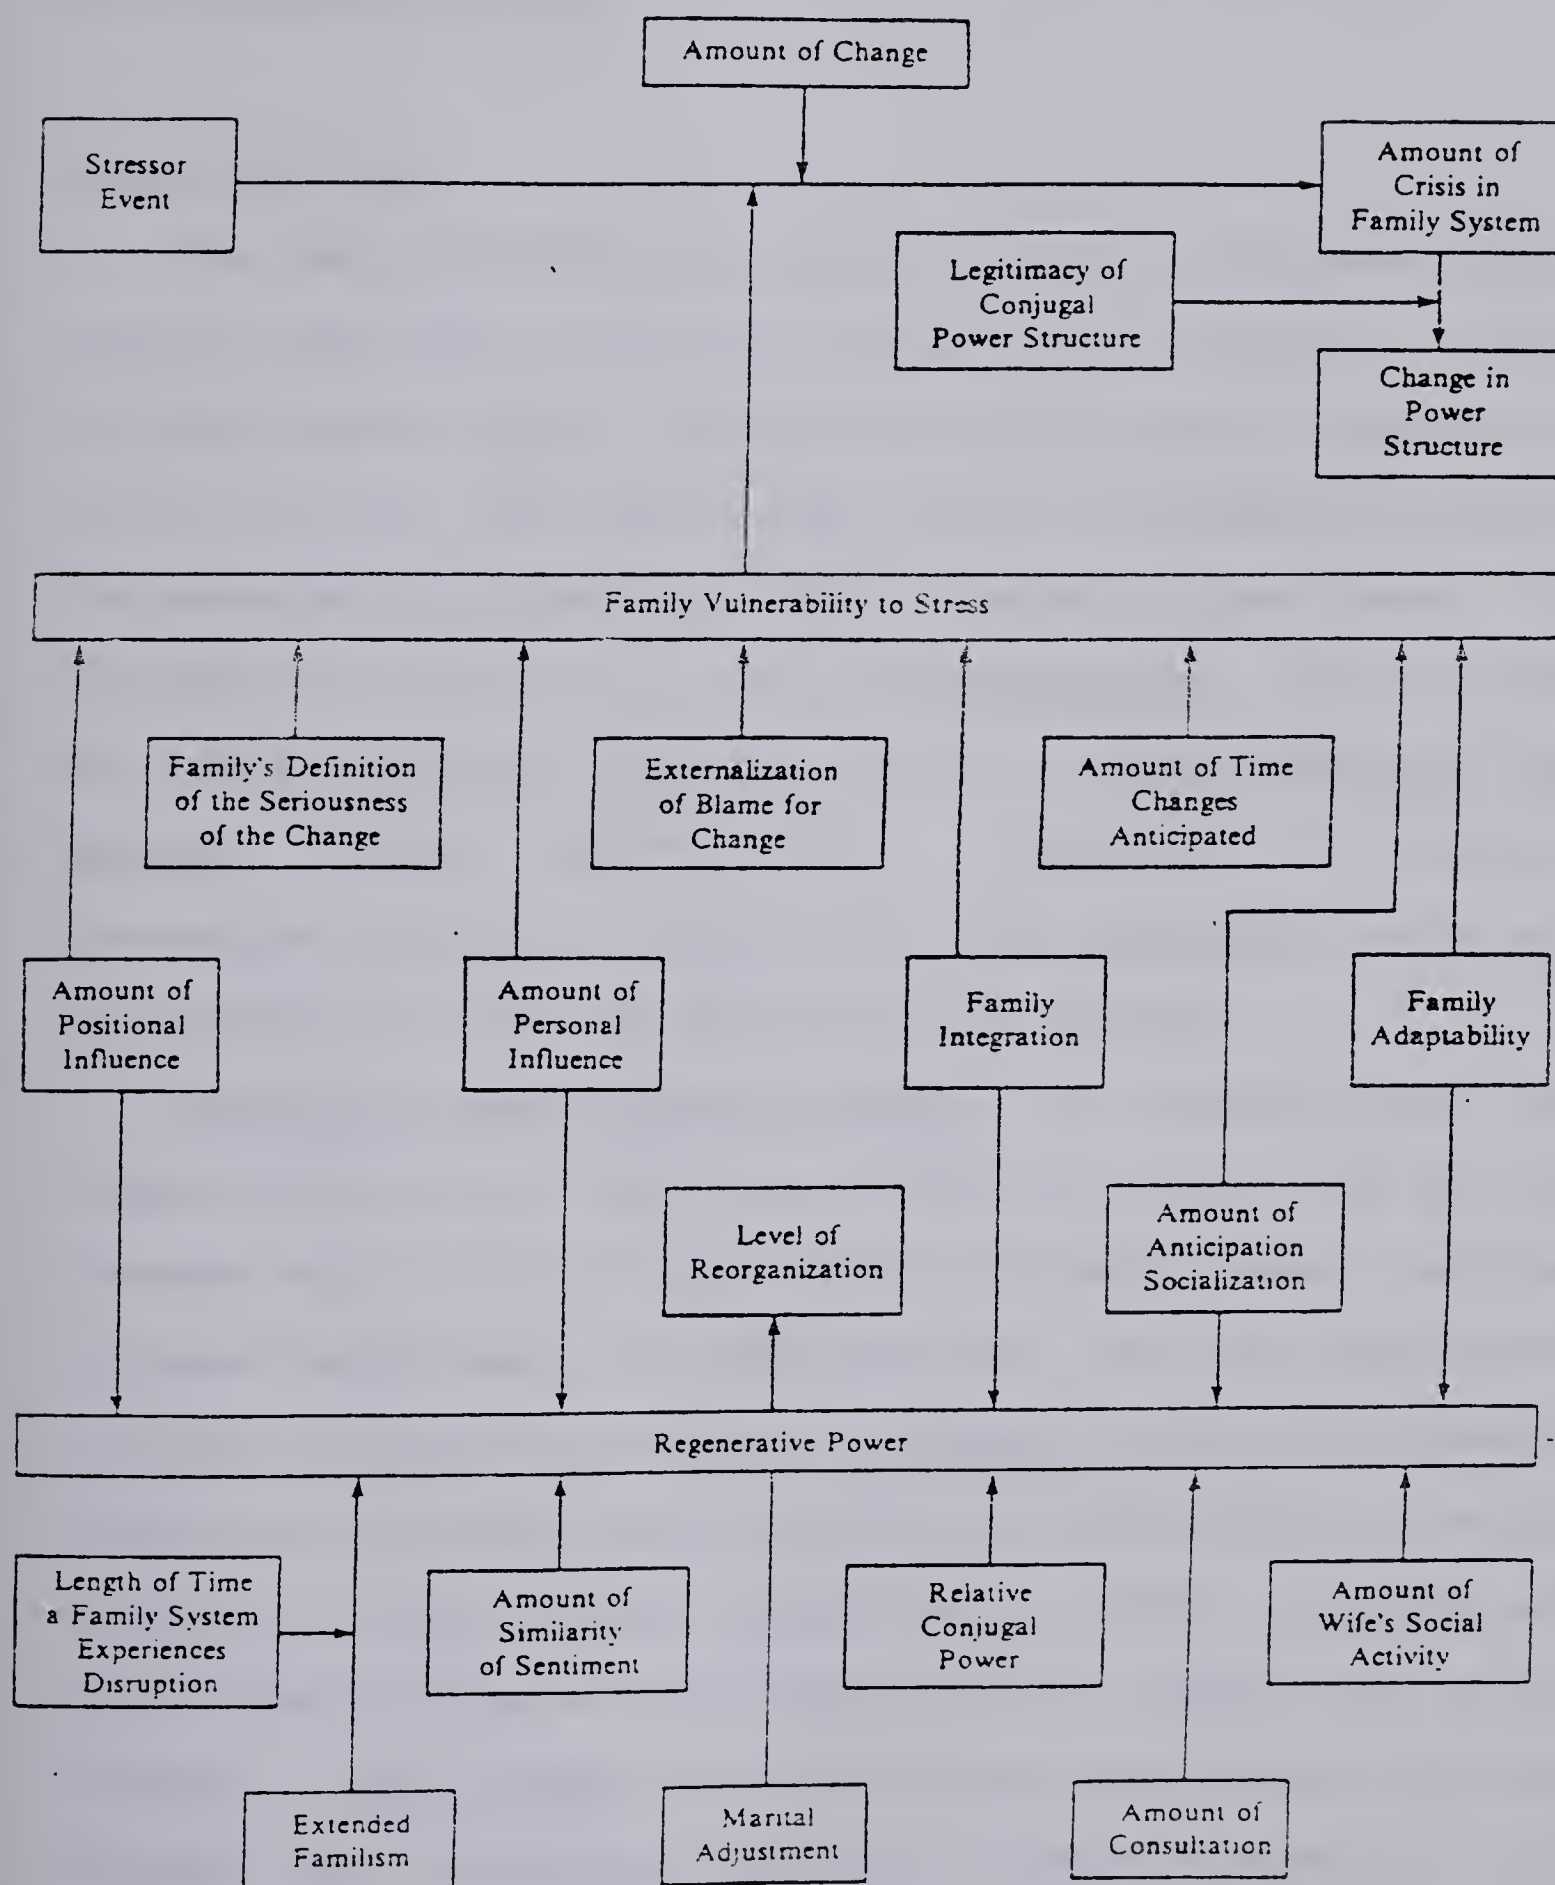 Amount of Change
Stressor
Event
Amount of
Crisis in
Family System
Legitimacy of
Conjugal
Power Structure
Change in
Power
Structure
Family Vulnerability to Stress
Family's Definition
of the Seriousness
of the Change
Externalization
of Blame for
Change
Amount of Time
Changes
Anticipated
Amount of
Positional
Influence
Amount of
Personal
Influence
Family
Integration
Family
Adaptability
Level of
Reorganization
Amount of
Anticipation
Socialization
Regenerative Power
Length of Time
a Family System
Experiences
Disruption
Amount of
Similarity
of Sentiment
Relative
Conjugal
Power
Amount of
Wife's Social
Activity
Extended
Familism
Marital
Adjustment
Amount of
Consultation